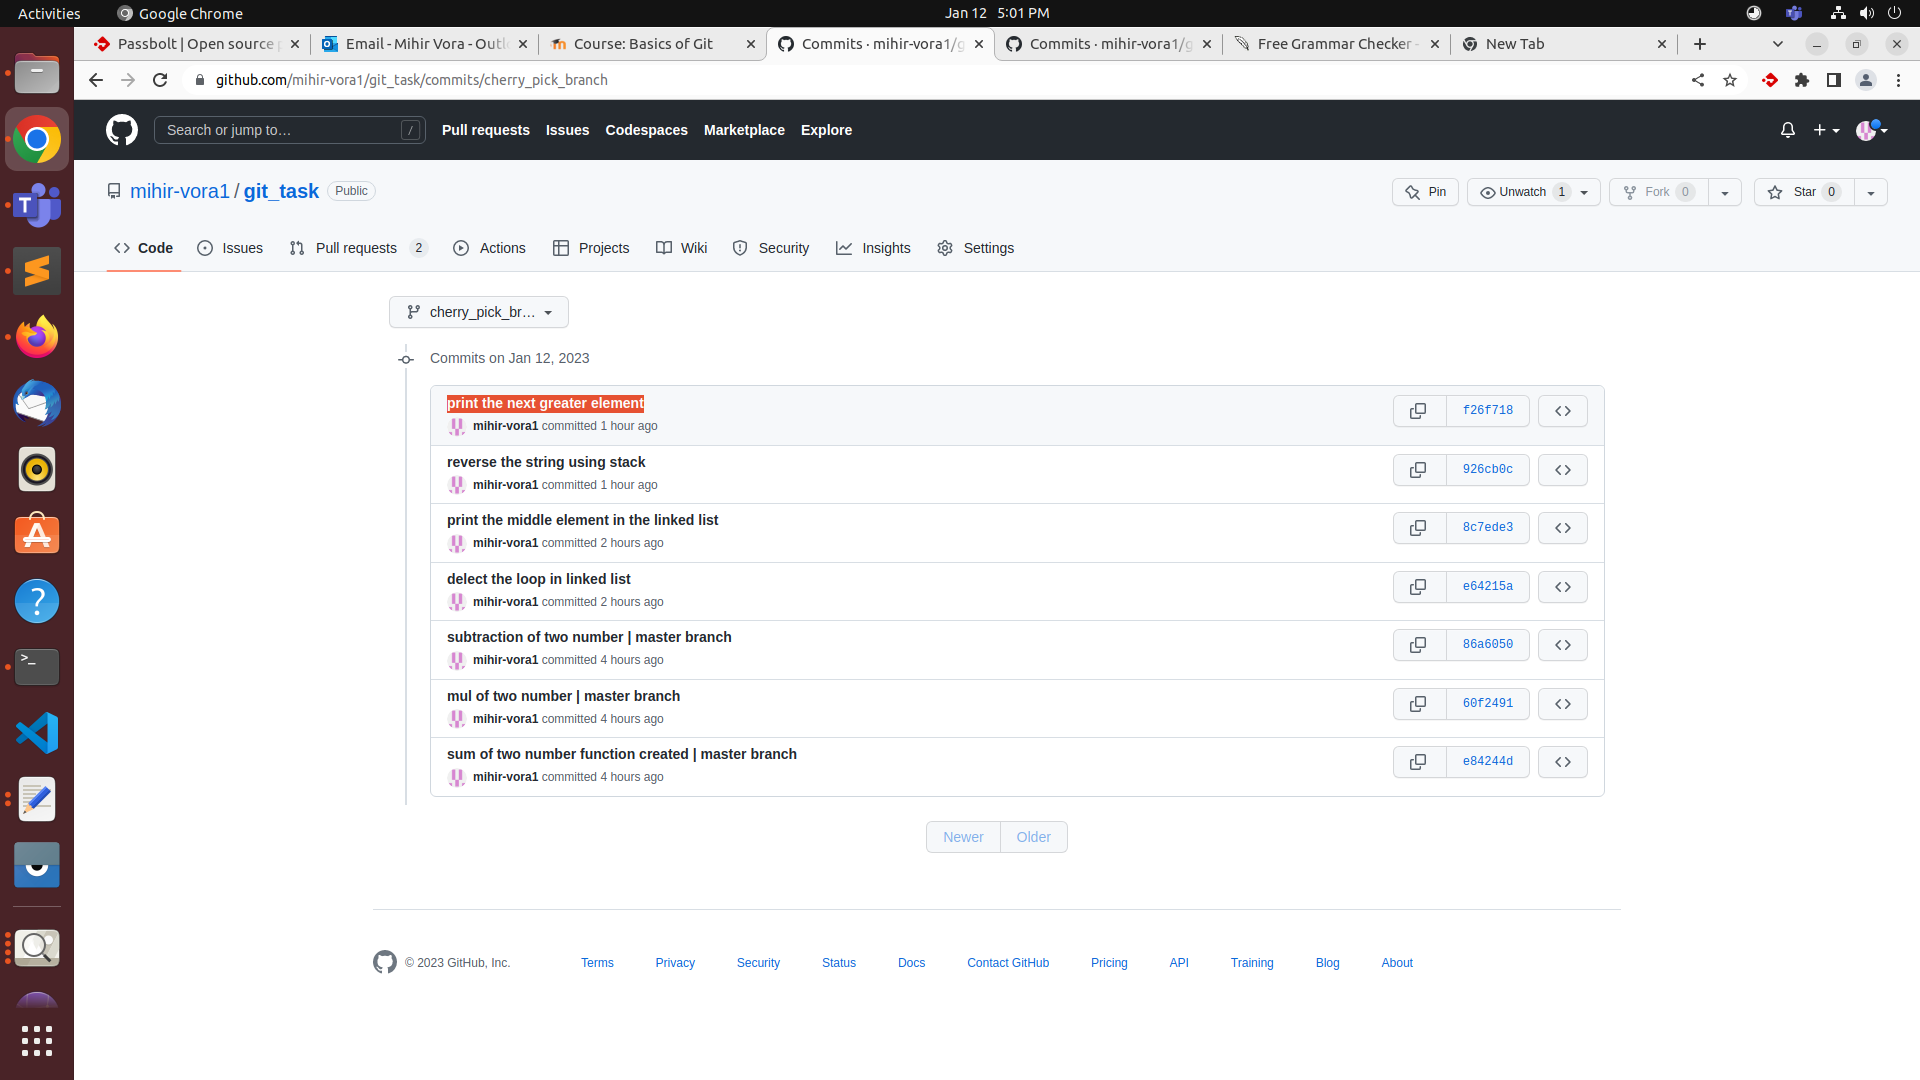 Activities
Google Chrome
Jan 12 5:01 PM
Passbolt | Open source p
Email - Mihir Vora - Outlo
Course: Basics of Git
Commits · mihir-vora1/g
Commits · mihir-vora1/g
Free Grammar Checker -
New Tab
github.com/mihir-vora1/git_task/commits/cherry_pick_branch
Search or jump to…
/
Pull requests
Issues
Codespaces
Marketplace
Explore
mihir-vora1 / git_task
Public
Pin
Unwatch 1
Fork 0
Star 0
Code
Issues
Pull requests 2
Actions
Projects
Wiki
Security
Insights
Settings
cherry_pick_br…
Commits on Jan 12, 2023
print the next greater element
mihir-vora1 committed 1 hour ago
f26f718
reverse the string using stack
mihir-vora1 committed 1 hour ago
926cb0c
print the middle element in the linked list
mihir-vora1 committed 2 hours ago
8c7ede3
delect the loop in linked list
mihir-vora1 committed 2 hours ago
e64215a
subtraction of two number | master branch
mihir-vora1 committed 4 hours ago
86a6050
mul of two number | master branch
mihir-vora1 committed 4 hours ago
60f2491
sum of two number function created | master branch
mihir-vora1 committed 4 hours ago
e84244d
Newer
Older
© 2023 GitHub, Inc.
Terms
Privacy
Security
Status
Docs
Contact GitHub
Pricing
API
Training
Blog
About